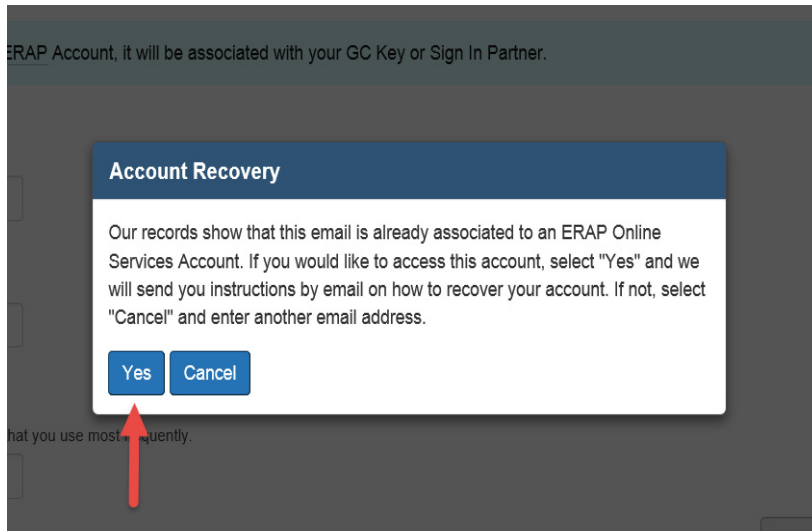 ERAP Account, it will be associated with your GC Key or Sign In Partner.
Account Recovery
Our records show that this email is already associated to an ERAP Online
Services Account. If you would like to access this account, select "Yes" and we
will send you instructions by email on how to recover your account. If not, select
"Cancel" and enter another email address.
Yes Cancel
hat you use most quently.